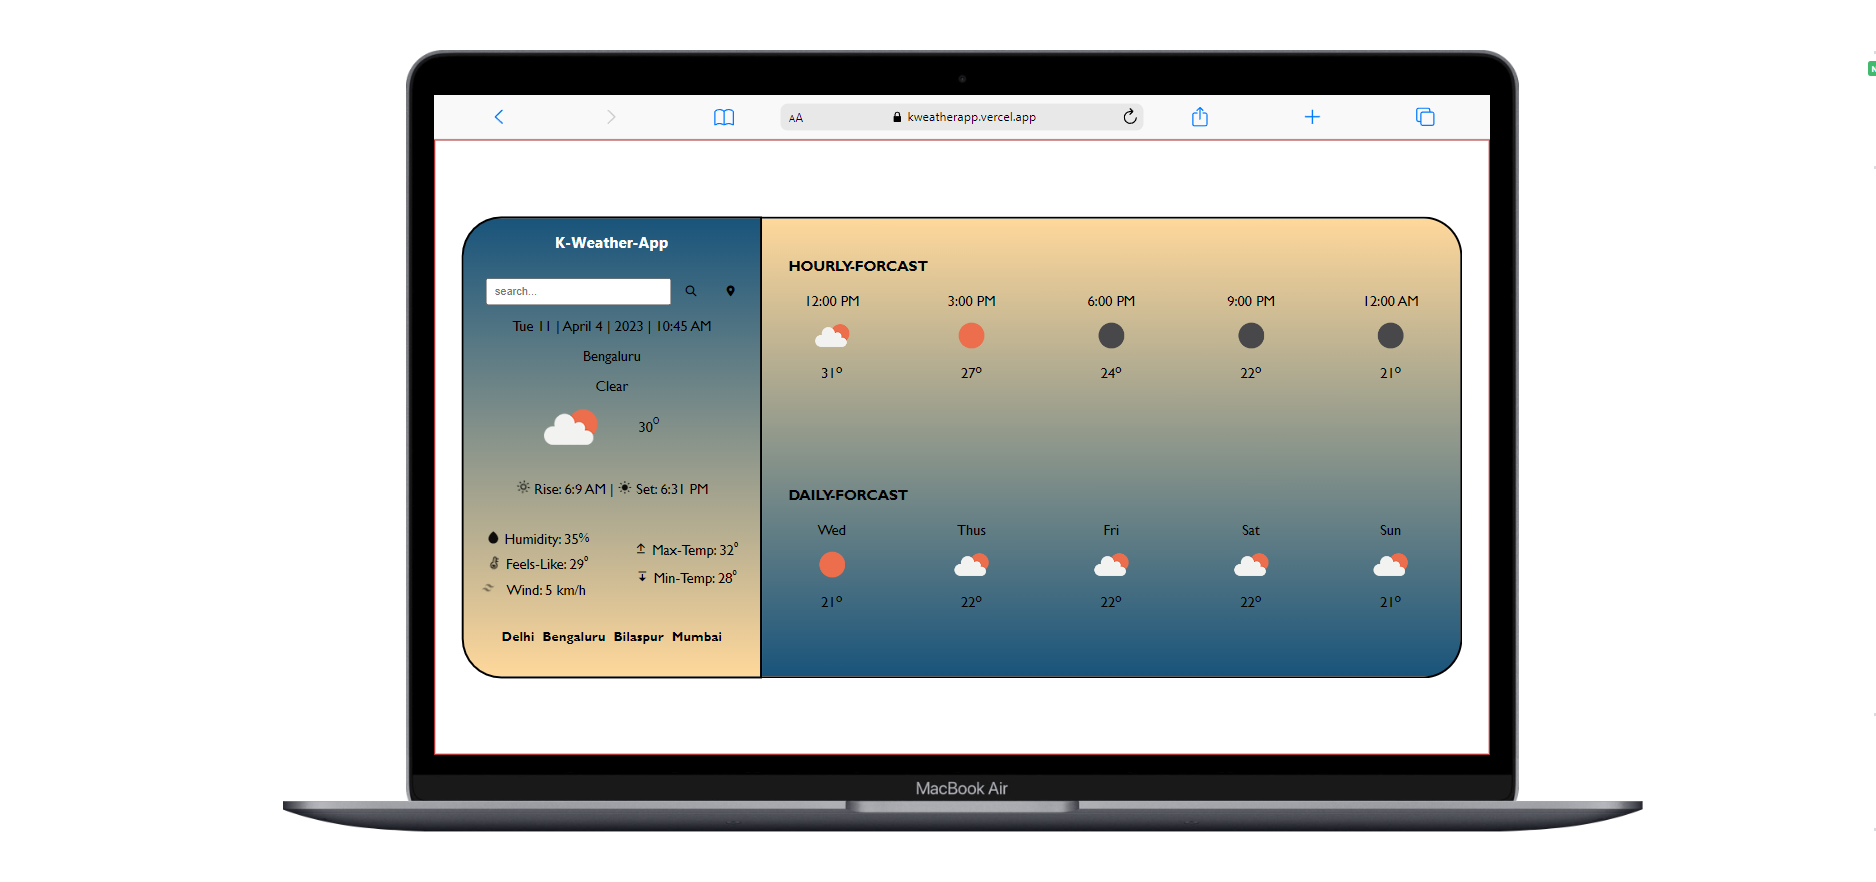 AA kweatherapp.vercel.app
K-Weather-App
search...
Tue 11 | April 4 | 2023 | 10:45 AM
Bengaluru
Clear
30°
Rise: 6:9 AM | Set: 6:31 PM
Humidity: 35%
Feels-Like: 29°
Wind: 5 km/h
Max-Temp: 32°
Min-Temp: 28°
Delhi Bengaluru Bilaspur Mumbai
HOURLY-FORCAST
12:00 PM 3:00 PM 6:00 PM 9:00 PM 12:00 AM
31° 27° 24° 22° 21°
DAILY-FORCAST
Wed Thus Fri Sat Sun
21° 22° 22° 22° 21°
MacBook Air